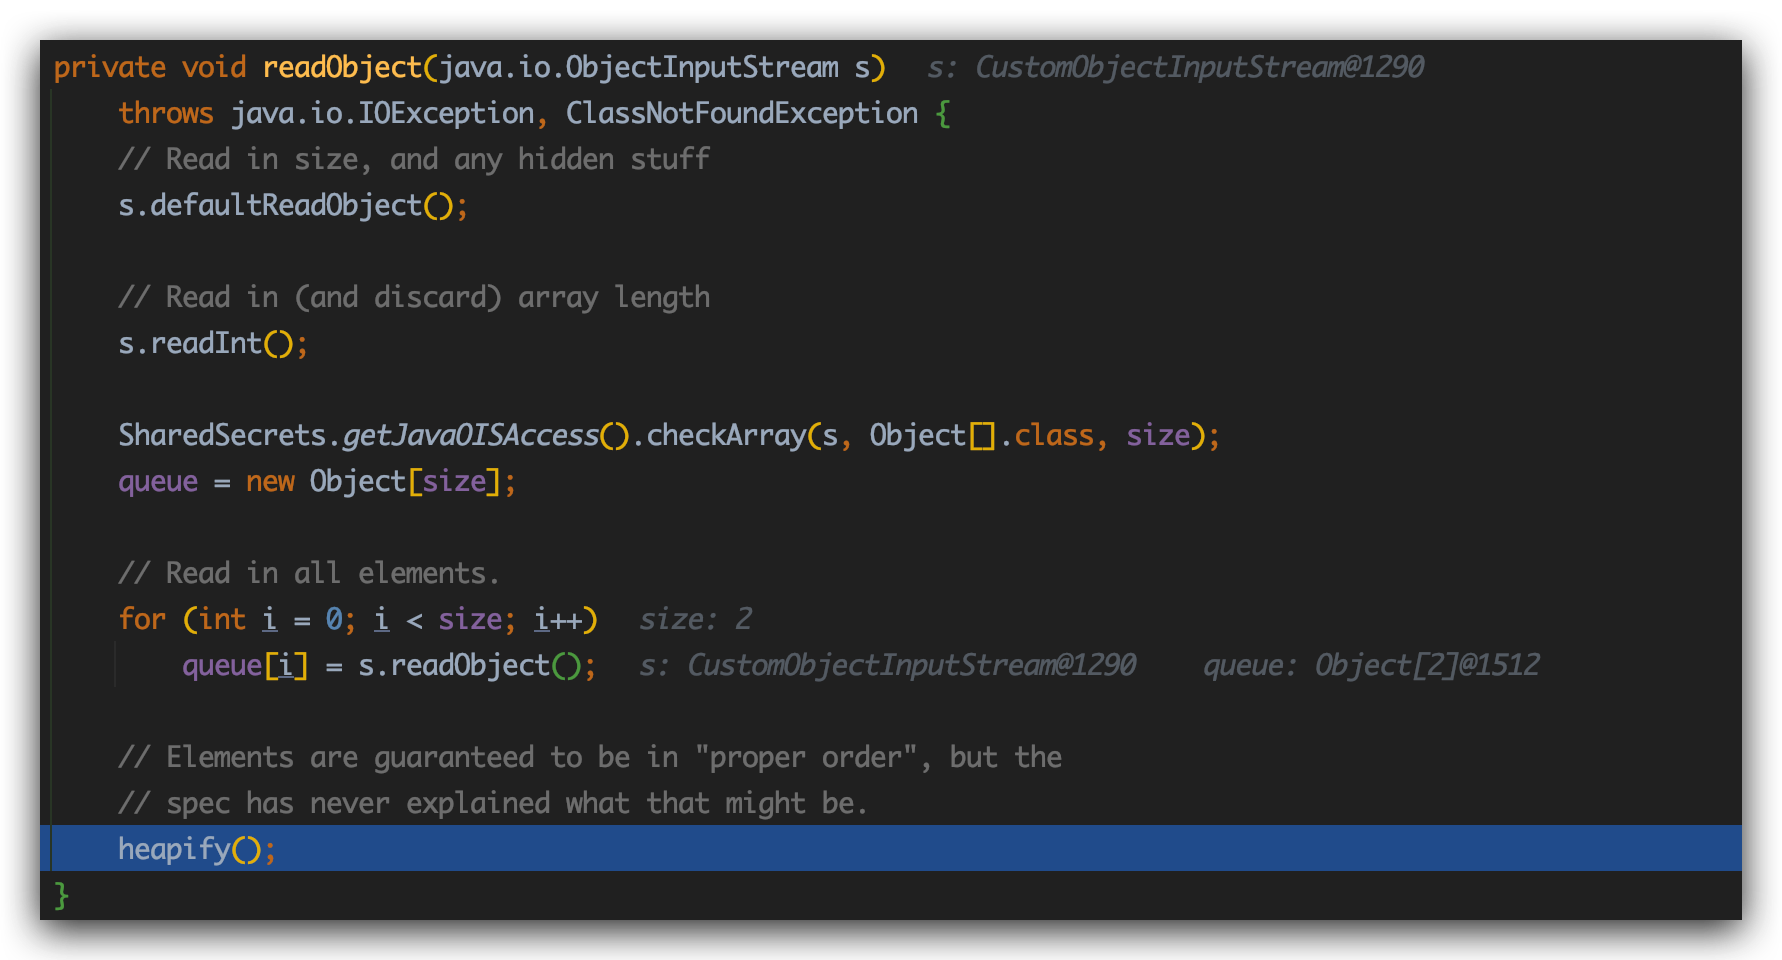 private void readObject(java.io.ObjectInputStream s)  s: CustomObjectInputStream@1290
    throws java.io.IOException, ClassNotFoundException {
    // Read in size, and any hidden stuff
    s.defaultReadObject();

    // Read in (and discard) array length
    s.readInt();

    SharedSecrets.getJavaOISAccess().checkArray(s, Object[].class, size);
    queue = new Object[size];

    // Read in all elements.
    for (int i = 0; i < size; i++)  size: 2
        queue[i] = s.readObject();  s: CustomObjectInputStream@1290    queue: Object[2]@1512

    // Elements are guaranteed to be in "proper order", but the
    // spec has never explained what that might be.
    heapify();
}